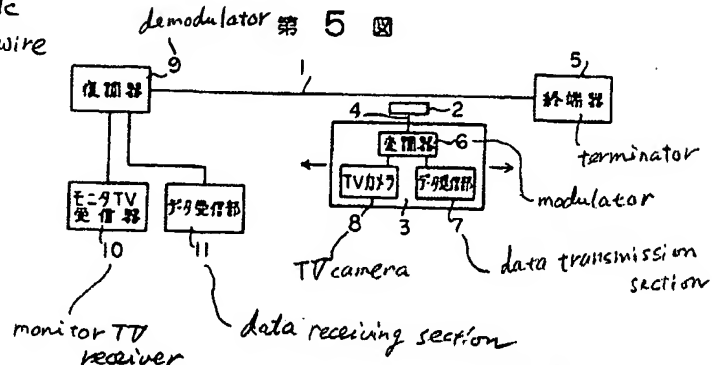 ic
wire
demodulator
第 5 図
9
復調器
1
5
終端器
terminator
4
2
変調器
6
TVカメラ
データ送信部
modulator
8
3
7
TV camera
data transmission
section
モニタTV
受信器
データ受信部
10
11
monitor TV
receiver
data receiving section